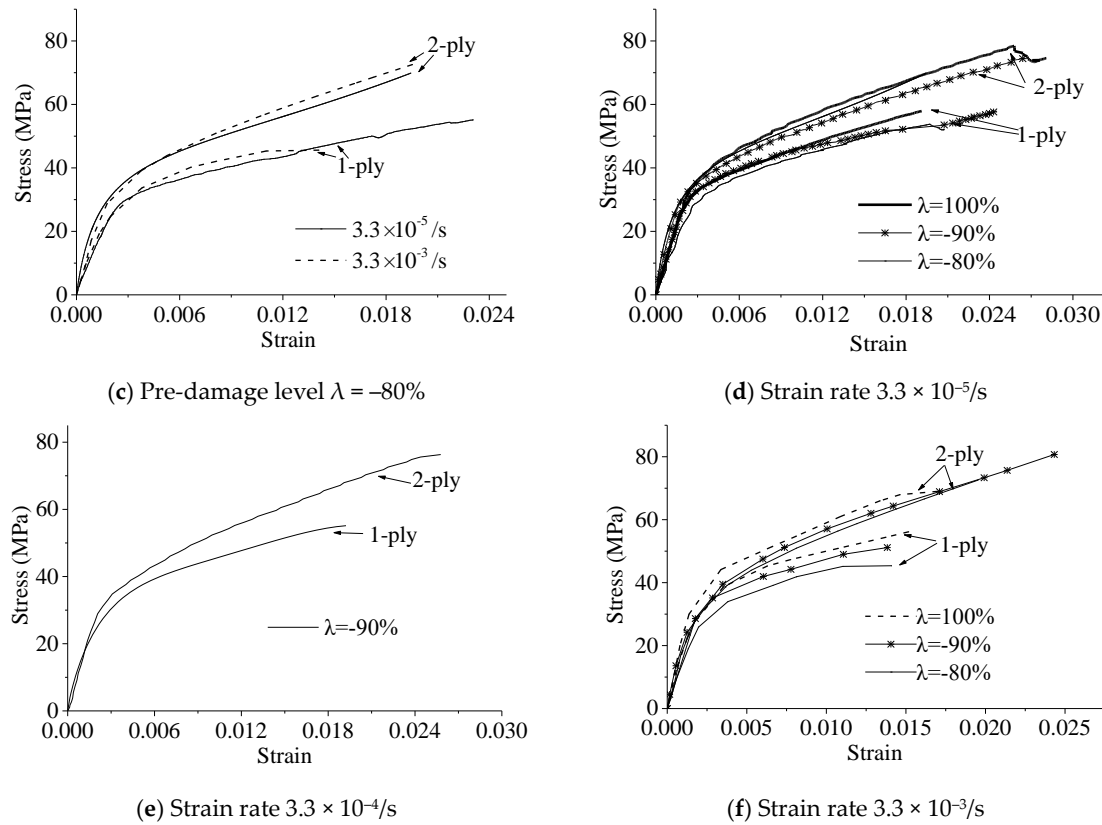 80
60
40
20
0
Stress (MPa)
2-ply
1-ply
3.3×10⁻⁵/s
3.3×10⁻³/s
0.000 0.006 0.012 0.018 0.024
Strain
(c) Pre-damage level λ = −80%
80
60
40
20
0
Stress (MPa)
2-ply
1-ply
λ=100%
λ=-90%
λ=-80%
0.000 0.006 0.012 0.018 0.024 0.030
Strain
(d) Strain rate 3.3 × 10⁻⁵/s
80
60
40
20
0
Stress (MPa)
2-ply
1-ply
λ=-90%
0.000 0.006 0.012 0.018 0.024 0.030
Strain
(e) Strain rate 3.3 × 10⁻⁴/s
80
60
40
20
0
Stress (MPa)
2-ply
1-ply
λ=100%
λ=-90%
λ=-80%
0.000 0.005 0.010 0.015 0.020 0.025
Strain
(f) Strain rate 3.3 × 10⁻³/s